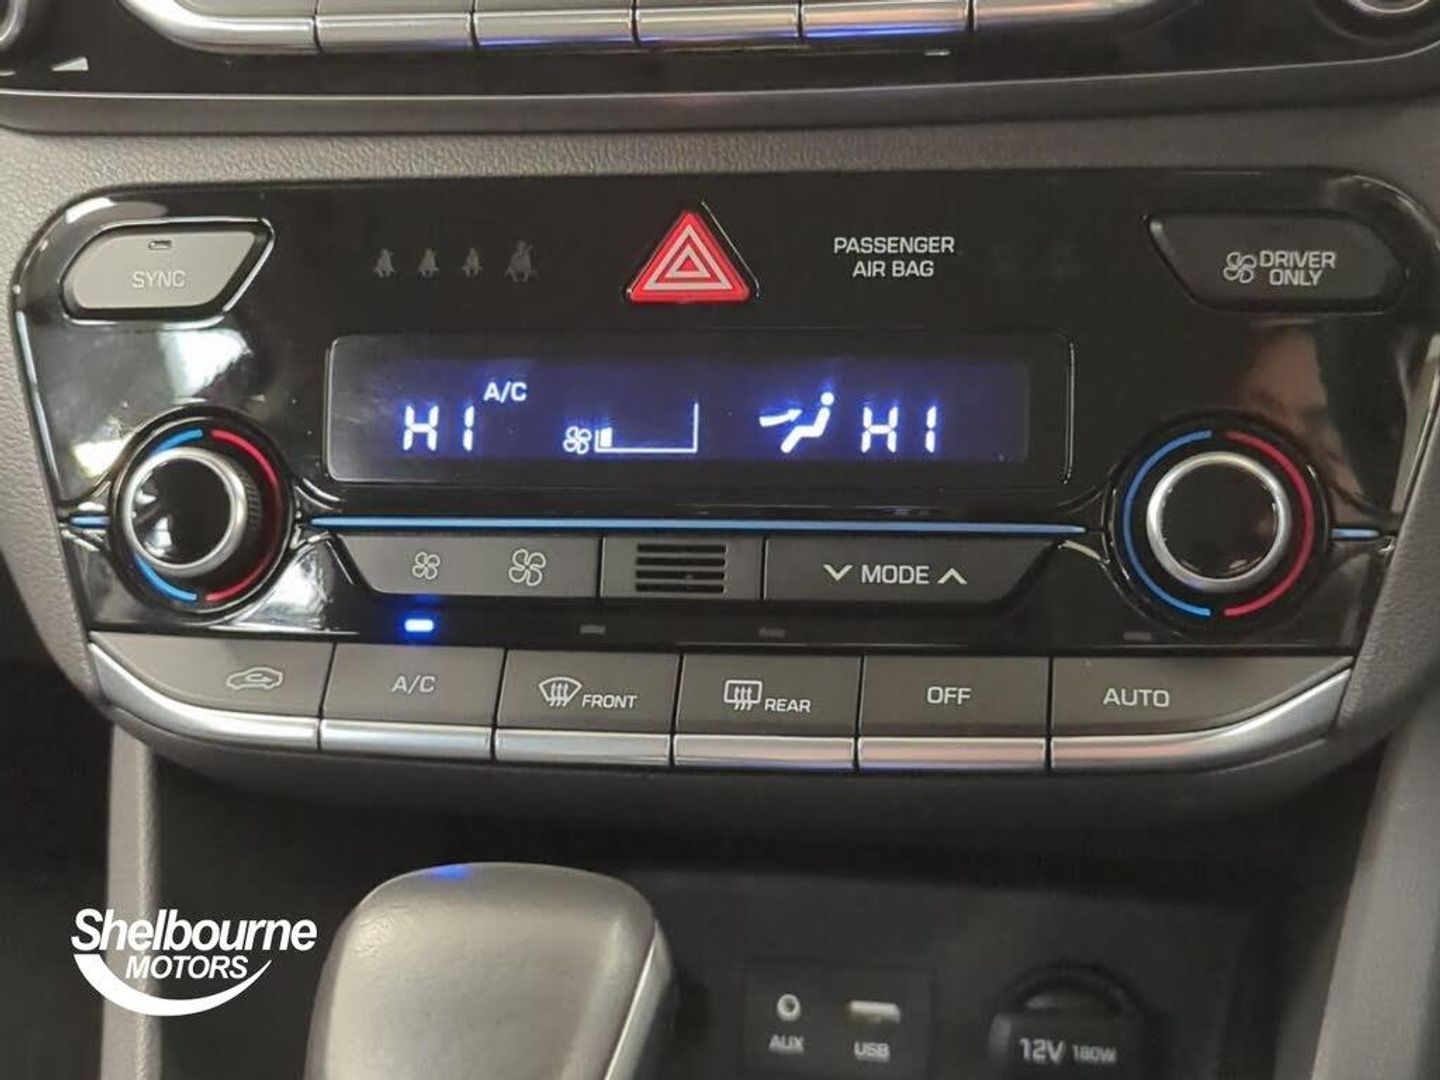 SYNC
PASSENGER
AIR BAG
DRIVER
ONLY
A/C
HI
HI
MODE
A/C
FRONT
REAR
OFF
AUTO
Shelbourne
MOTORS
AUX
USB
12V 180W